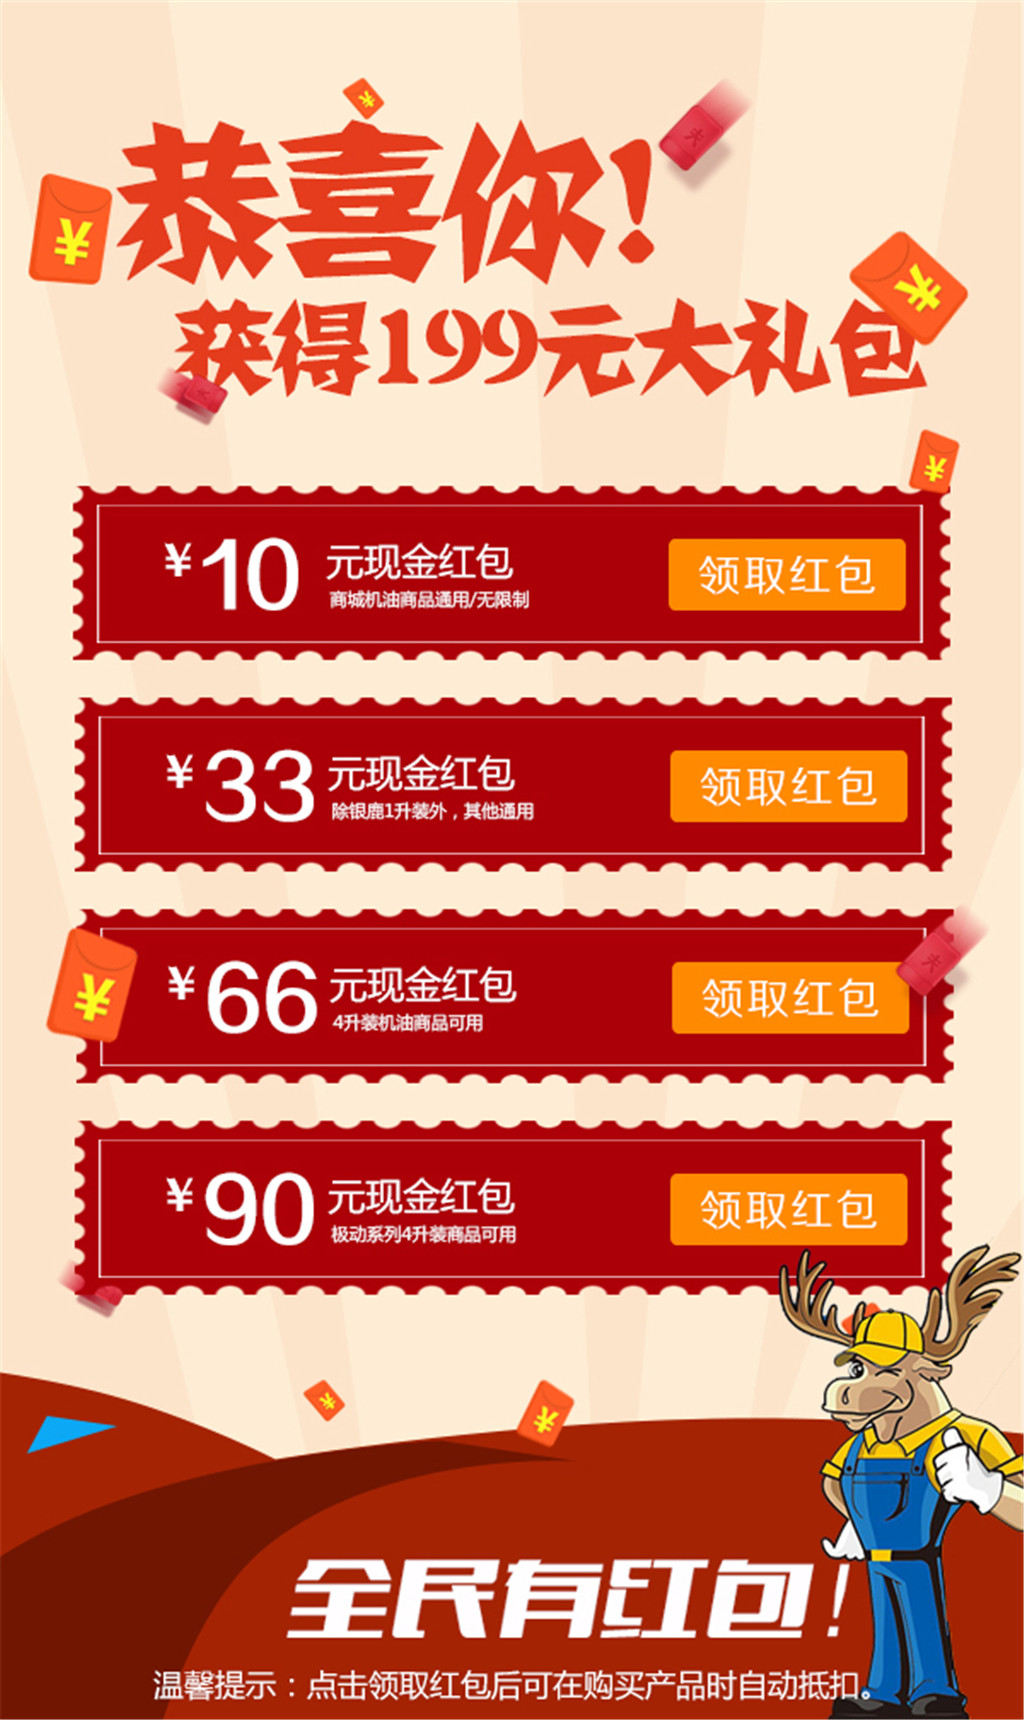 恭喜你!
获得199元大礼包
¥10 元现金红包
商城机油商品通用/无限制
领取红包
¥33 元现金红包
除银鹿1升装外，其他通用
领取红包
¥66 元现金红包
4升装机油商品可用
领取红包
¥90 元现金红包
极动系列4升装商品可用
领取红包
全民有红包!
温馨提示：点击领取红包后可在购买产品时自动抵扣。